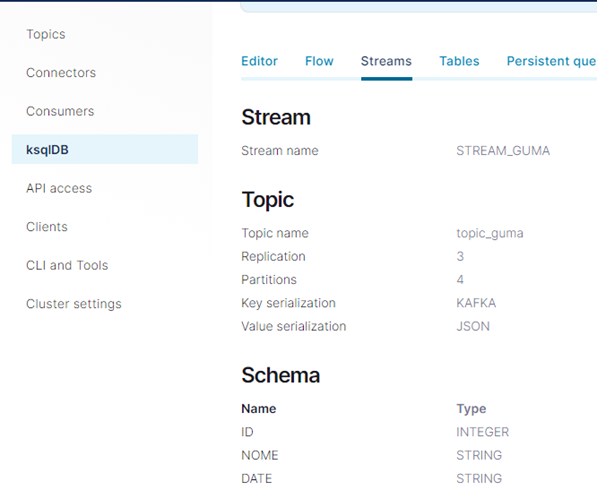 Topics
Connectors
Consumers
ksqlDB
API access
Clients
CLI and Tools
Cluster settings
Editor Flow Streams Tables Persistent que
Stream
Stream name STREAM_GUMA
Topic
Topic name topic_guma
Replication 3
Partitions 4
Key serialization KAFKA
Value serialization JSON
Schema
Name Type
ID INTEGER
NOME STRING
DATE STRING